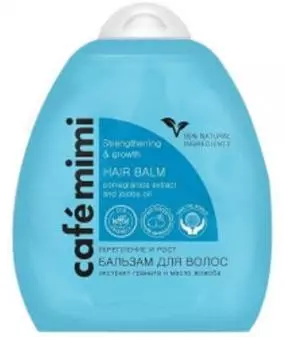 café mimi
Strengthening
& growth
HAIR BALM
pomegranate extract
and jojoba oil
УКРЕПЛЕНИЕ И РОСТ
БАЛЬЗАМ ДЛЯ ВОЛОС
экстракт граната и масло жожоба
NATURAL
INGREDIENTS